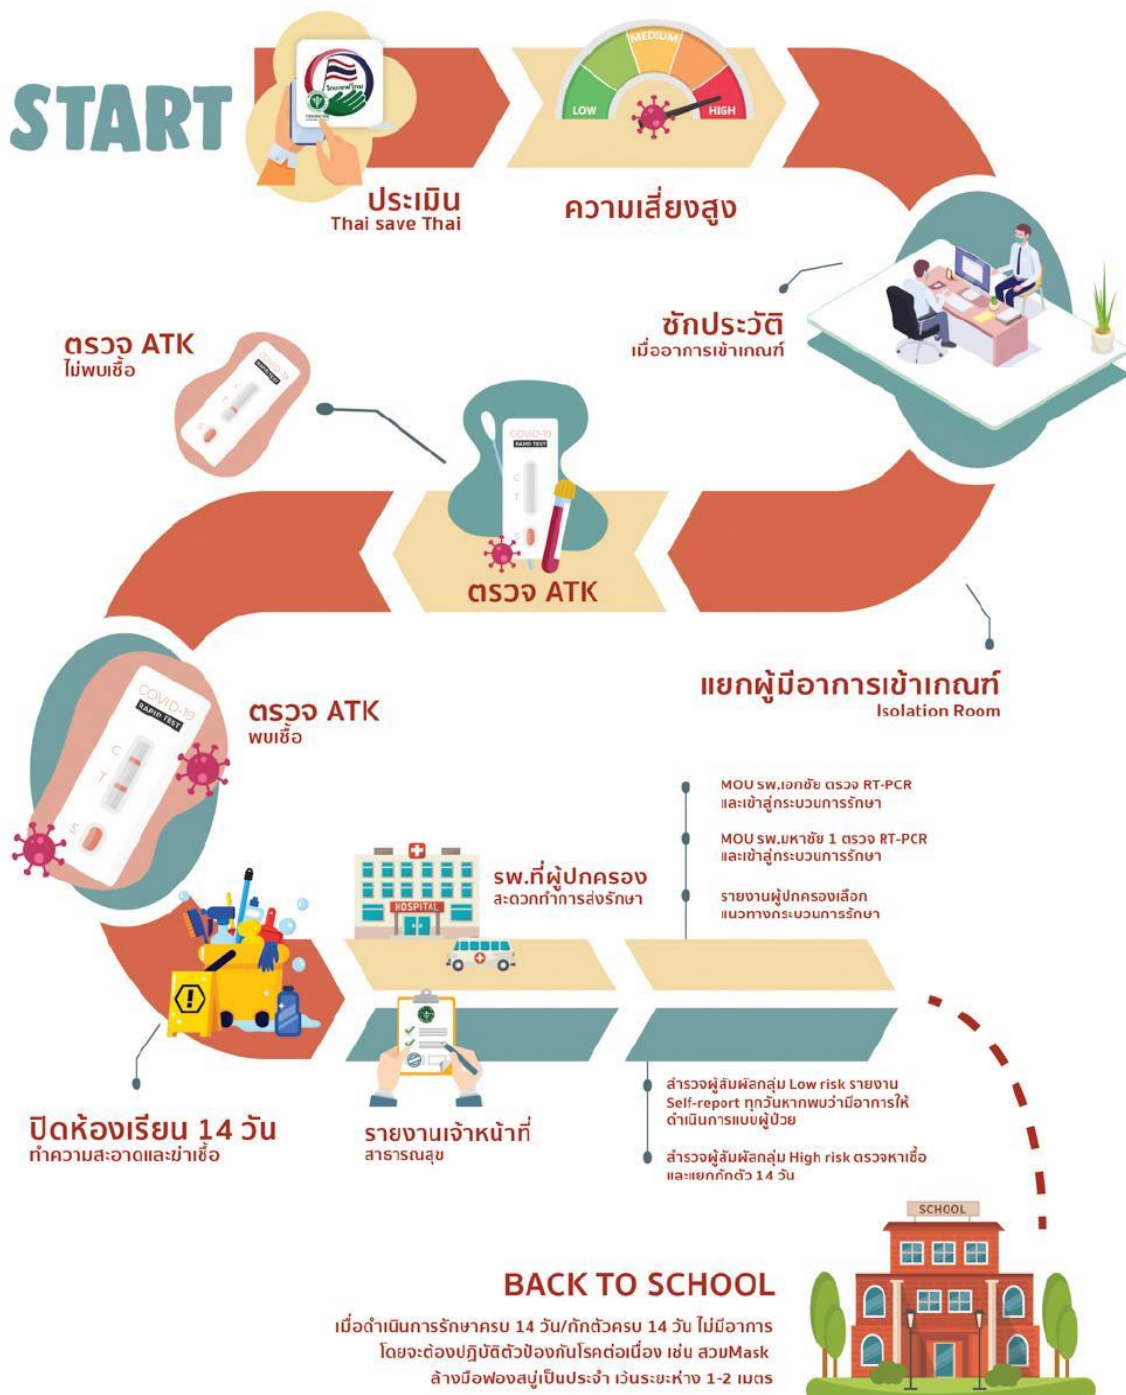 START
ไทยเซฟไทย
ประเมิน
Thai save Thai
LOW
MEDIUM
HIGH
ความเสี่ยงสูง
ซักประวัติ
เมื่ออาการเข้าเกณฑ์
ตรวจ ATK
ไม่พบเชื้อ
COVID-19
RAPID TEST
C
T
S
COVID-19
RAPID TEST
C
T
S
ตรวจ ATK
แยกผู้มีอาการเข้าเกณฑ์
Isolation Room
COVID-19
RAPID TEST
C
T
S
ตรวจ ATK
พบเชื้อ
MOU รพ.เอกชัย ตรวจ RT-PCR
และเข้าสู่กระบวนการรักษา
MOU รพ.มหาชัย 1 ตรวจ RT-PCR
และเข้าสู่กระบวนการรักษา
รายงานผู้ปกครองเลือก
แนวทางกระบวนการรักษา
HOSPITAL
รพ.ที่ผู้ปกครอง
สะดวกทำการส่งรักษา
ปิดห้องเรียน 14 วัน
ทำความสะอาดและฆ่าเชื้อ
รายงานเจ้าหน้าที่
สาธารณสุข
สำรวจผู้สัมผัสกลุ่ม Low risk รายงาน
Self-report ทุกวันหากพบว่ามีอาการให้
ดำเนินการแบบผู้ป่วย
สำรวจผู้สัมผัสกลุ่ม High risk ตรวจหาเชื้อ
และแยกกักตัว 14 วัน
SCHOOL
BACK TO SCHOOL
เมื่อดำเนินการรักษาครบ 14 วัน/กักตัวครบ 14 วัน ไม่มีอาการ
โดยจะต้องปฏิบัติตัวป้องกันโรคต่อเนื่อง เช่น สวมMask
ล้างมือฟองสบู่เป็นประจำ เว้นระยะห่าง 1-2 เมตร